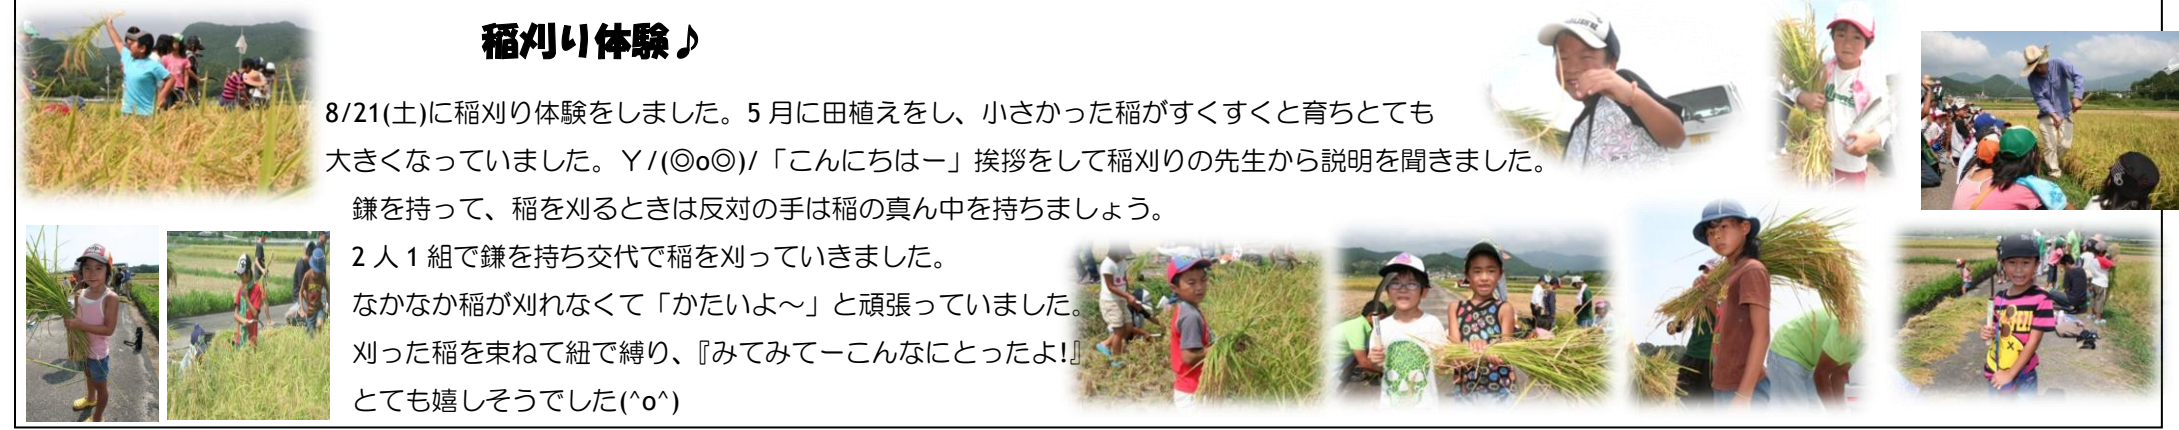 稲刈り体験♪
8/21(土)に稲刈り体験をしました。5月に田植えをし、小さかった稲がすくすくと育ちとても
大きくなっていました。Y/(◎o◎)/「こんにちはー」挨拶をして稲刈りの先生から説明を聞きました。
鎌を持って、稲を刈るときは反対の手は稲の真ん中を持ちましょう。
2人1組で鎌を持ち交代で稲を刈っていきました。
なかなか稲が刈れなくて「かたいよ～」と頑張っていました。
刈った稲を束ねて紐で縛り、『みてみてーこんなにとったよ!』
とても嬉しそうでした(^o^)